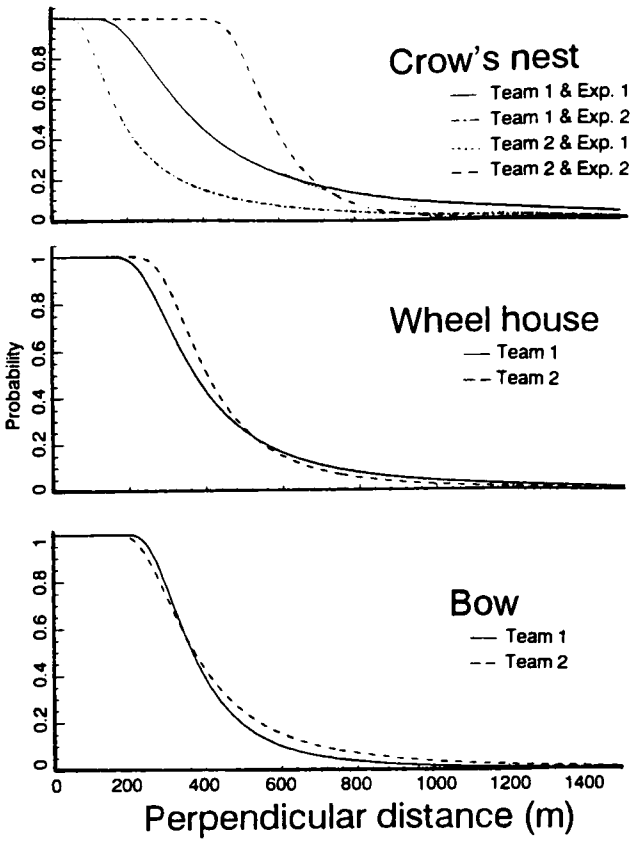 Crow's nest
Team 1 & Exp. 1
Team 1 & Exp. 2
Team 2 & Exp. 1
Team 2 & Exp. 2
0.8
0.6
0.4
0.2
0
Wheel house
Team 1
Team 2
1
0.8
0.6
0.4
0.2
0
Probability
Bow
Team 1
Team 2
1
0.8
0.6
0.4
0.2
0
0 200 400 600 800 1000 1200 1400
Perpendicular distance (m)